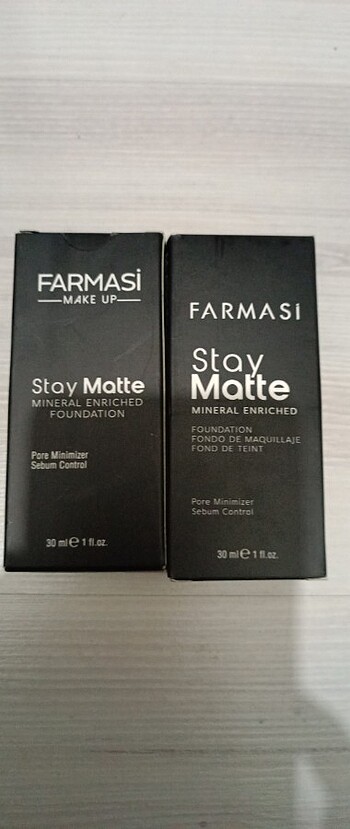 FARMASi
MAKE UP
Stay Matte
MINERAL ENRICHED
FOUNDATION
Pore Minimizer
Sebum Control
30 ml ℮ 1 fl.oz.
FARMASi
Stay
Matte
MINERAL ENRICHED
FOUNDATION
FONDO DE MAQUILLAJE
FOND DE TEINT
Pore Minimizer
Sebum Control
30 ml ℮ 1 fl.oz.